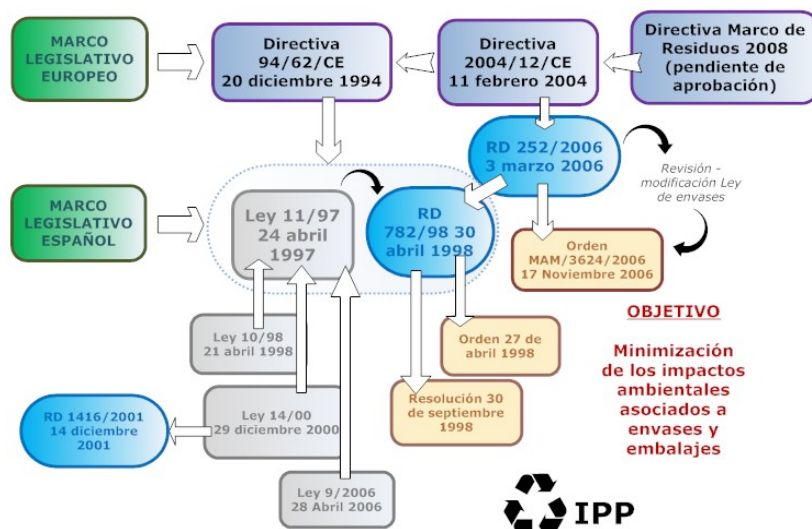 MARCO
LEGISLATIVO
EUROPEO
Directiva
94/62/CE
20 diciembre 1994
Directiva
2004/12/CE
11 febrero 2004
Directiva Marco de
Residuos 2008
(pendiente de
aprobación)
RD 252/2006
3 marzo 2006
Revisión -
modificación Ley
de envases
MARCO
LEGISLATIVO
ESPAÑOL
Ley 11/97
24 abril
1997
RD
782/98 30
abril 1998
Orden
MAM/3624/2006
17 Noviembre 2006
OBJETIVO
Minimización
de los impactos
ambientales
asociados a
envases y
embalajes
Ley 10/98
21 abril 1998
Orden 27 de
abril 1998
Resolución 30
de septiembre
1998
RD 1416/2001
14 diciembre
2001
Ley 14/00
29 diciembre 2000
Ley 9/2006
28 Abril 2006
IPP